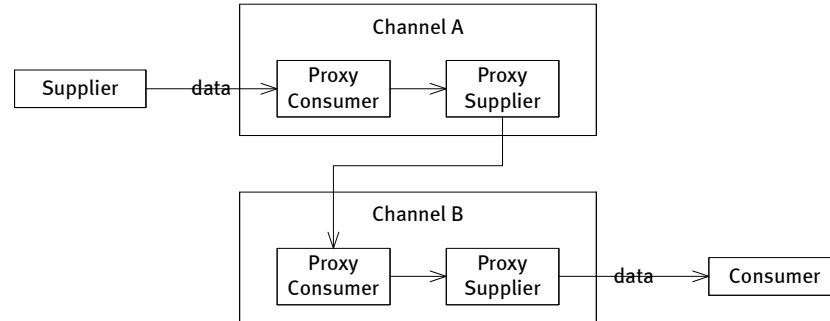 Channel A
Supplier
data
Proxy
Consumer
Proxy
Supplier
Channel B
Proxy
Consumer
Proxy
Supplier
data
Consumer